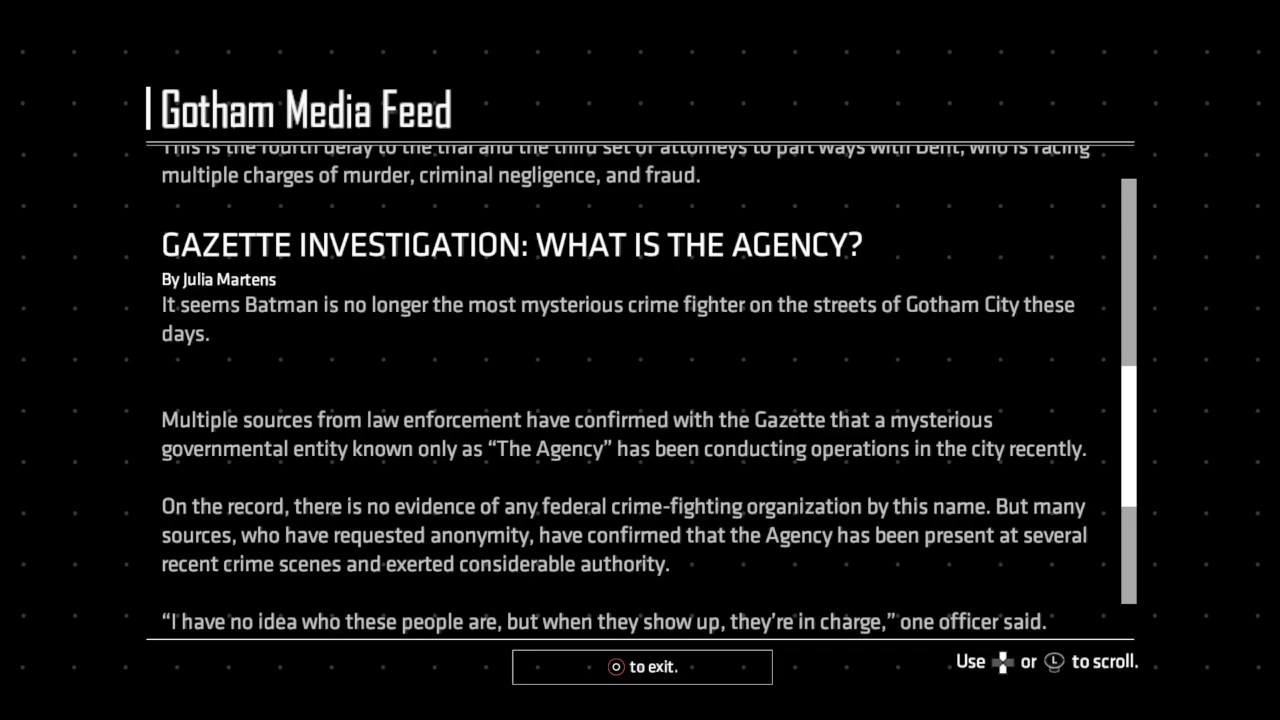 Gotham Media Feed
This is the fourth delay to the trial and the third set of attorneys to part ways with Dent, who is facing
multiple charges of murder, criminal negligence, and fraud.
GAZETTE INVESTIGATION: WHAT IS THE AGENCY?
By Julia Martens
It seems Batman is no longer the most mysterious crime fighter on the streets of Gotham City these
days.
Multiple sources from law enforcement have confirmed with the Gazette that a mysterious
governmental entity known only as “The Agency” has been conducting operations in the city recently.
On the record, there is no evidence of any federal crime-fighting organization by this name. But many
sources, who have requested anonymity, have confirmed that the Agency has been present at several
recent crime scenes and exerted considerable authority.
“I have no idea who these people are, but when they show up, they’re in charge,” one officer said.
to exit.
Use or L to scroll.